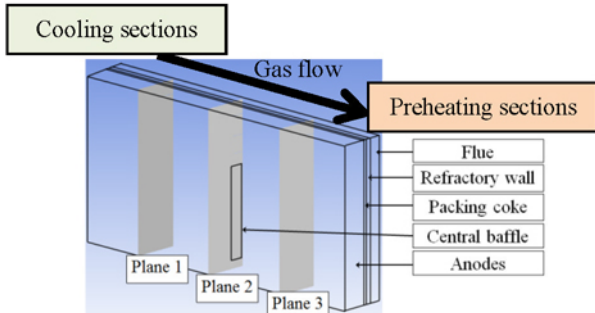 Cooling sections
Gas flow
Preheating sections
Flue
Refractory wall
Packing coke
Central baffle
Anodes
Plane 1
Plane 2
Plane 3